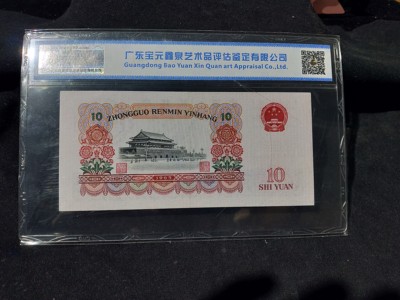 广东宝元鑫泉艺术品评估鉴定有限公司
Guangdong Bao Yuan Xin Quan art Appraisal Co.,Ltd.
10 ZHONGGUO RENMIN YINHANG 10
1965
10
SHI YUAN